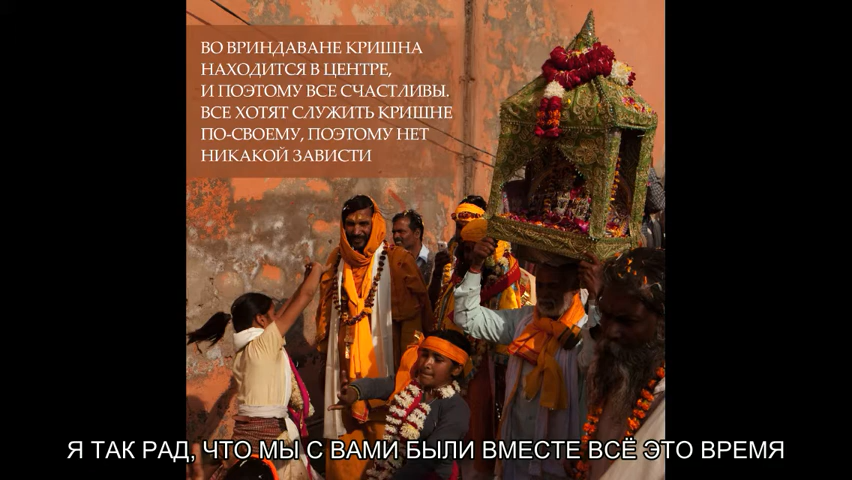 ВО ВРИНДАВАНЕ КРИШНА
НАХОДИТСЯ В ЦЕНТРЕ,
И ПОЭТОМУ ВСЕ СЧАСТЛИВЫ.
ВСЕ ХОТЯТ СЛУЖИТЬ КРИШНЕ
ПО-СВОЕМУ, ПОЭТОМУ НЕТ
НИКАКОЙ ЗАВИСТИ
Я ТАК РАД, ЧТО МЫ С ВАМИ БЫЛИ ВМЕСТЕ ВСЁ ЭТО ВРЕМЯ